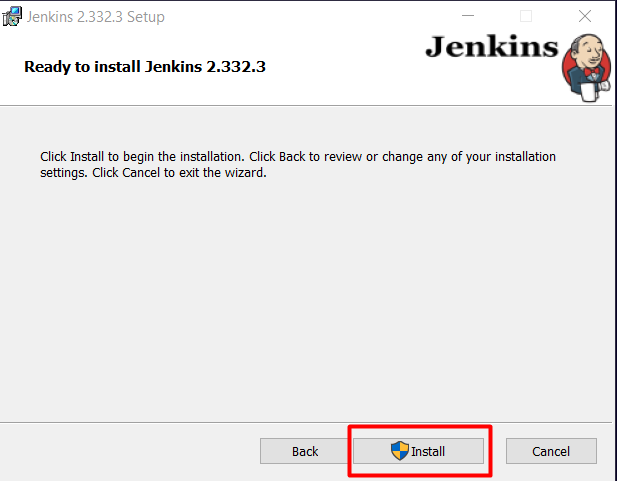 Jenkins 2.332.3 Setup
Jenkins
Ready to install Jenkins 2.332.3
Click Install to begin the installation. Click Back to review or change any of your installation
settings. Click Cancel to exit the wizard.
Back
Install
Cancel